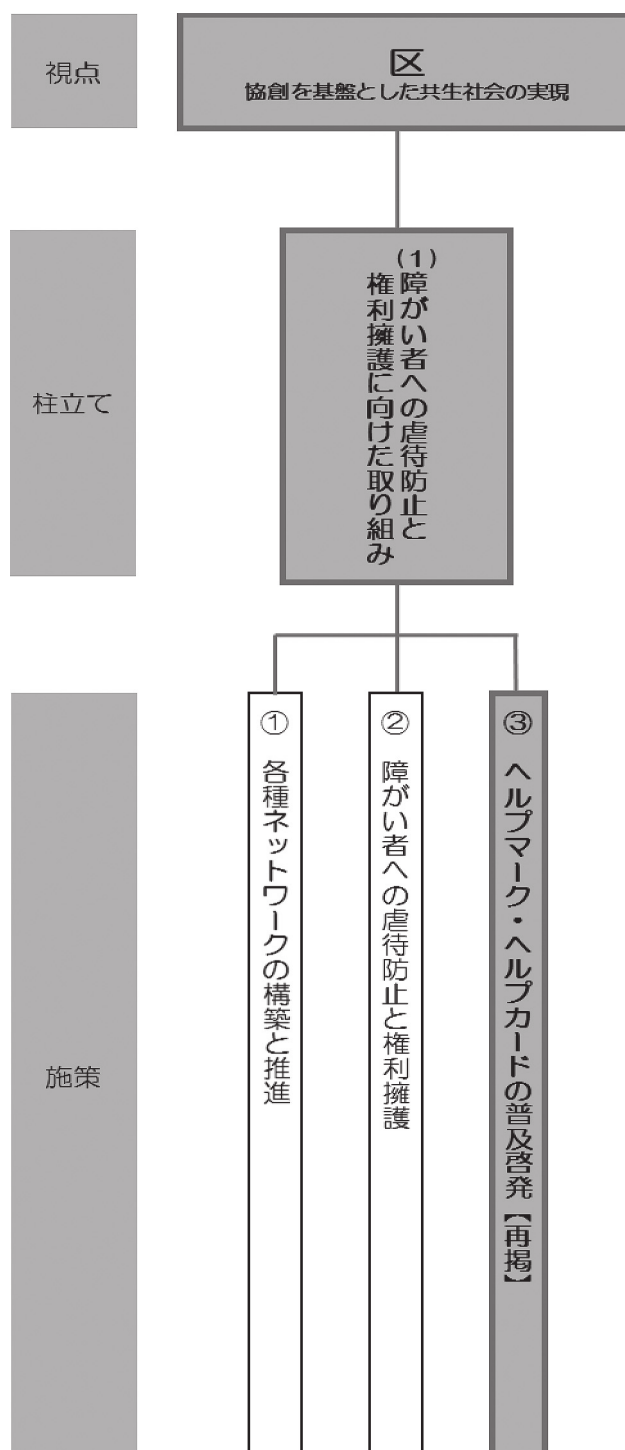 視点
区
協創を基盤とした共生社会の実現
柱立て
(1)
障がい者への虐待防止と
権利擁護に向けた取り組み
施策
① 各種ネットワークの構築と推進
② 障がい者への虐待防止と権利擁護
③ ヘルプマーク・ヘルプカードの普及啓発【再掲】